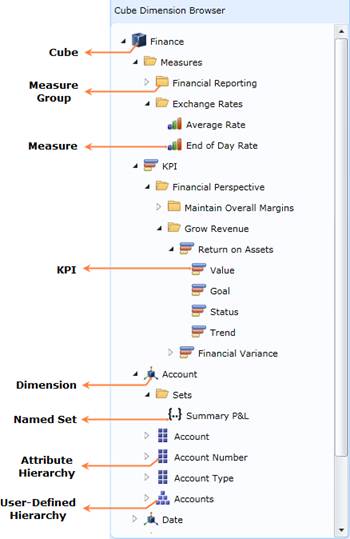 Cube Dimension Browser
Cube
Finance
Measures
Measure
Group
Financial Reporting
Exchange Rates
Average Rate
Measure
End of Day Rate
KPI
Financial Perspective
Maintain Overall Margins
Grow Revenue
Return on Assets
KPI
Value
Goal
Status
Trend
Financial Variance
Dimension
Account
Sets
Named Set
{..} Summary P&L
Account
Attribute
Hierarchy
Account Number
Account Type
User-Defined
Hierarchy
Accounts
Date